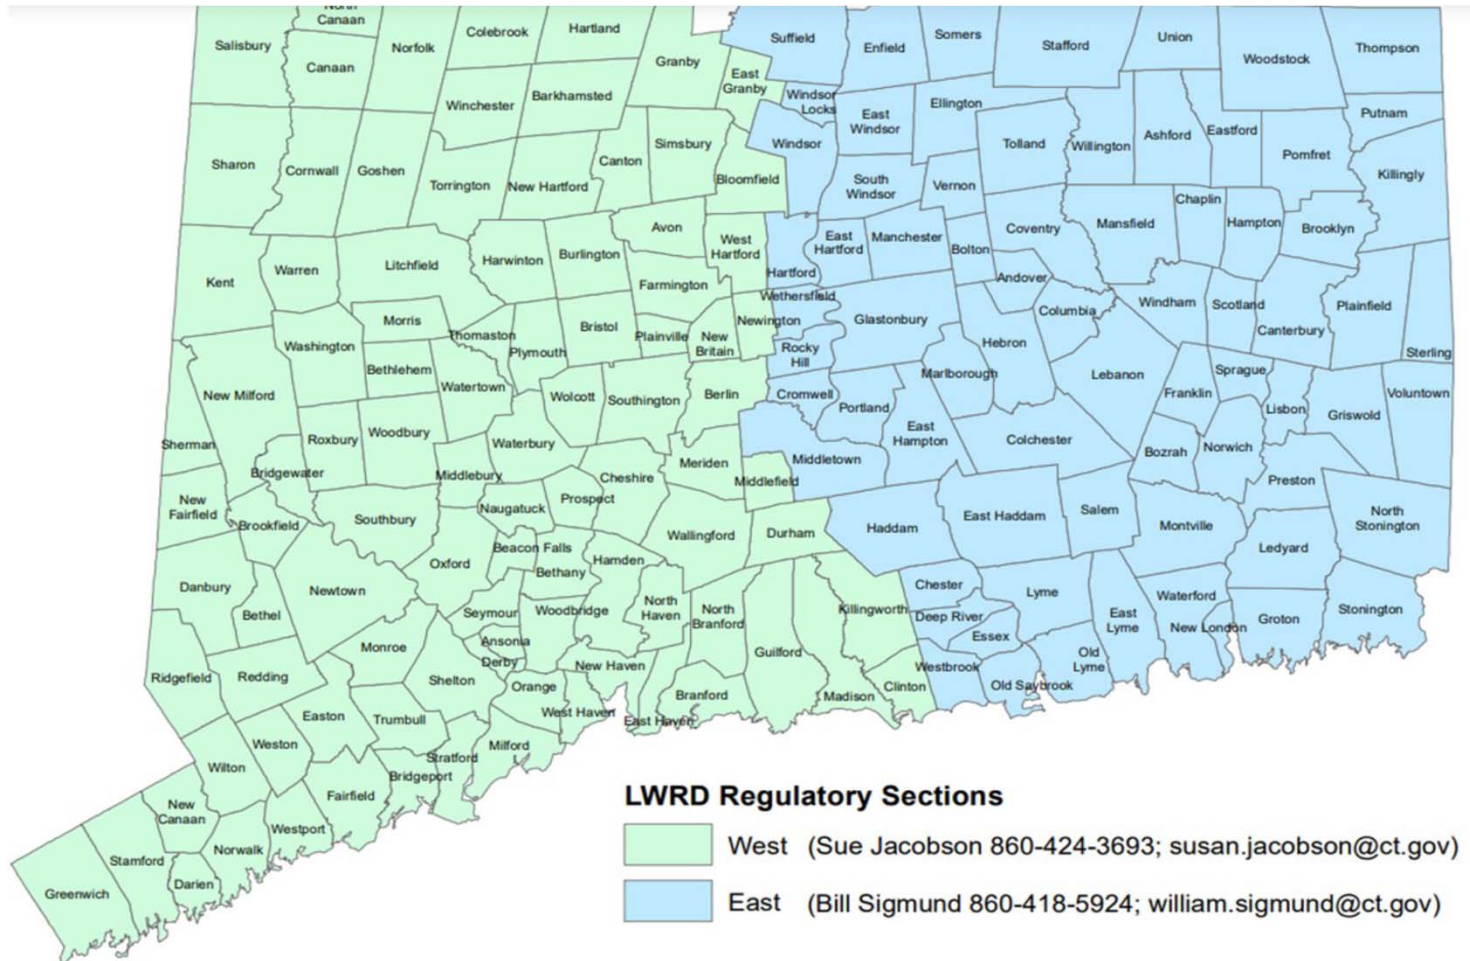 North
Canaan
Colebrook
Hartland
Salisbury
Norfolk
Canaan
Granby
East
Granby
Winchester
Barkhamsted
Suffield
Enfield
Somers
Stafford
Union
Woodstock
Thompson
Windsor
Locks
East
Windsor
Ellington
Putnam
Sharon
Cornwall
Goshen
Torrington
New Hartford
Canton
Simsbury
Bloomfield
Windsor
Tolland
Willington
Ashford
Eastford
Pomfret
Killingly
South
Windsor
Vernon
Kent
Warren
Litchfield
Harwinton
Burlington
Avon
West
Hartford
Farmington
Hartford
East
Hartford
Manchester
Bolton
Coventry
Mansfield
Chaplin
Hampton
Brooklyn
Andover
Wethersfield
Newington
Glastonbury
Columbia
Windham
Scotland
Canterbury
Plainfield
Sterling
Washington
Morris
Thomaston
Plymouth
Bristol
Plainville
New
Britain
Rocky
Hill
Hebron
Bethlehem
Watertown
Wolcott
Southington
Berlin
Cromwell
Portland
Marlborough
Lebanon
Franklin
Sprague
Lisbon
Griswold
Voluntown
New Milford
Sherman
Roxbury
Woodbury
Waterbury
East
Hampton
Colchester
Bozrah
Norwich
Bridgewater
Middlebury
Cheshire
Meriden
Middlefield
Middletown
Preston
New
Fairfield
Brookfield
Southbury
Naugatuck
Prospect
Wallingford
Durham
Haddam
East Haddam
Salem
Montville
North
Stonington
Ledyard
Oxford
Beacon Falls
Bethany
Hamden
Danbury
Bethel
Newtown
Seymour
Woodbridge
North
Haven
North
Branford
Killingworth
Chester
Lyme
Deep River
Essex
East
Lyme
Waterford
New London
Groton
Stonington
Ansonia
Derby
Monroe
Shelton
New Haven
Guilford
Westbrook
Old
Lyme
Old Saybrook
Ridgefield
Redding
Orange
West Haven
East Haven
Branford
Madison
Clinton
Easton
Trumbull
Weston
Wilton
Stratford
Milford
Bridgeport
Fairfield
New
Canaan
Westport
Norwalk
Stamford
Darien
Greenwich
LWRD Regulatory Sections
West (Sue Jacobson 860-424-3693; susan.jacobson@ct.gov)
East (Bill Sigmund 860-418-5924; william.sigmund@ct.gov)